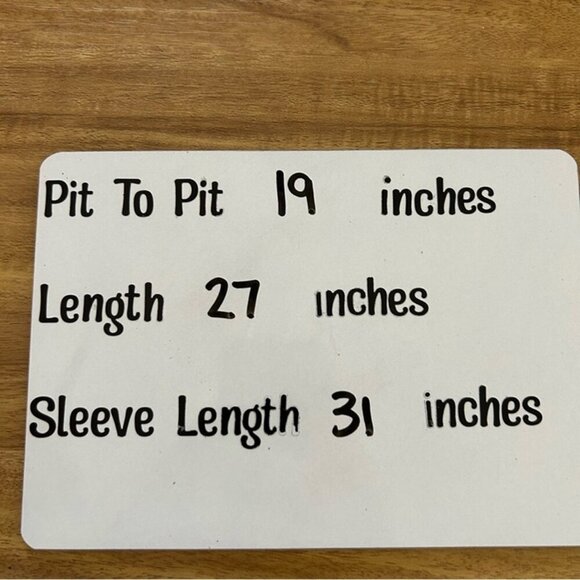 Pit To Pit 19 inches
Length 27 inches
Sleeve Length 31 inches